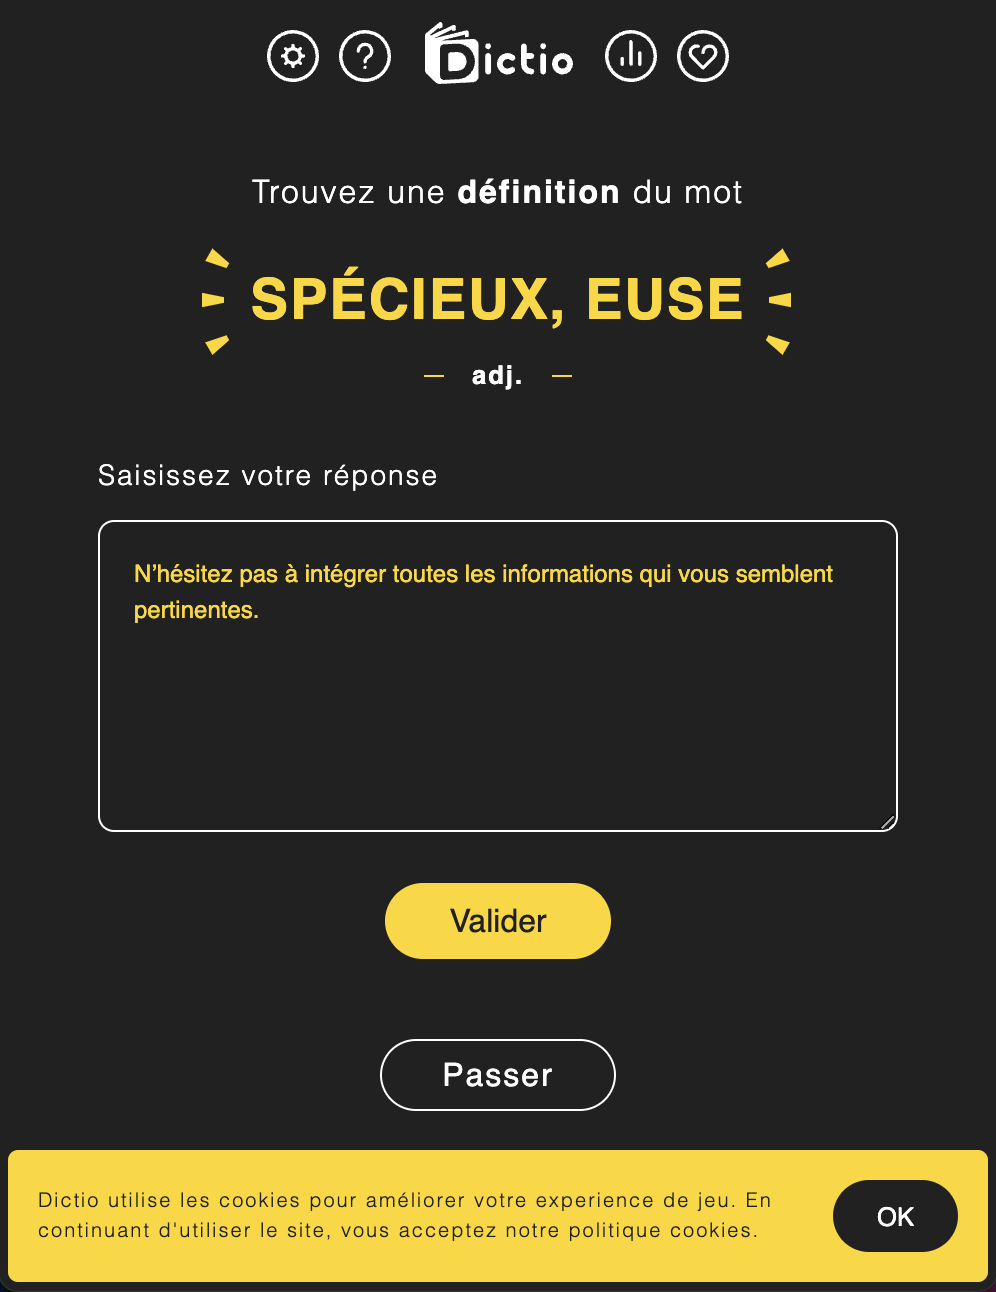 Dictio
Trouvez une définition du mot
SPÉCIEUX, EUSE
adj.
Saisissez votre réponse
N’hésitez pas à intégrer toutes les informations qui vous semblent
pertinentes.
Valider
Passer
Dictio utilise les cookies pour améliorer votre experience de jeu. En
continuant d'utiliser le site, vous acceptez notre politique cookies.
OK